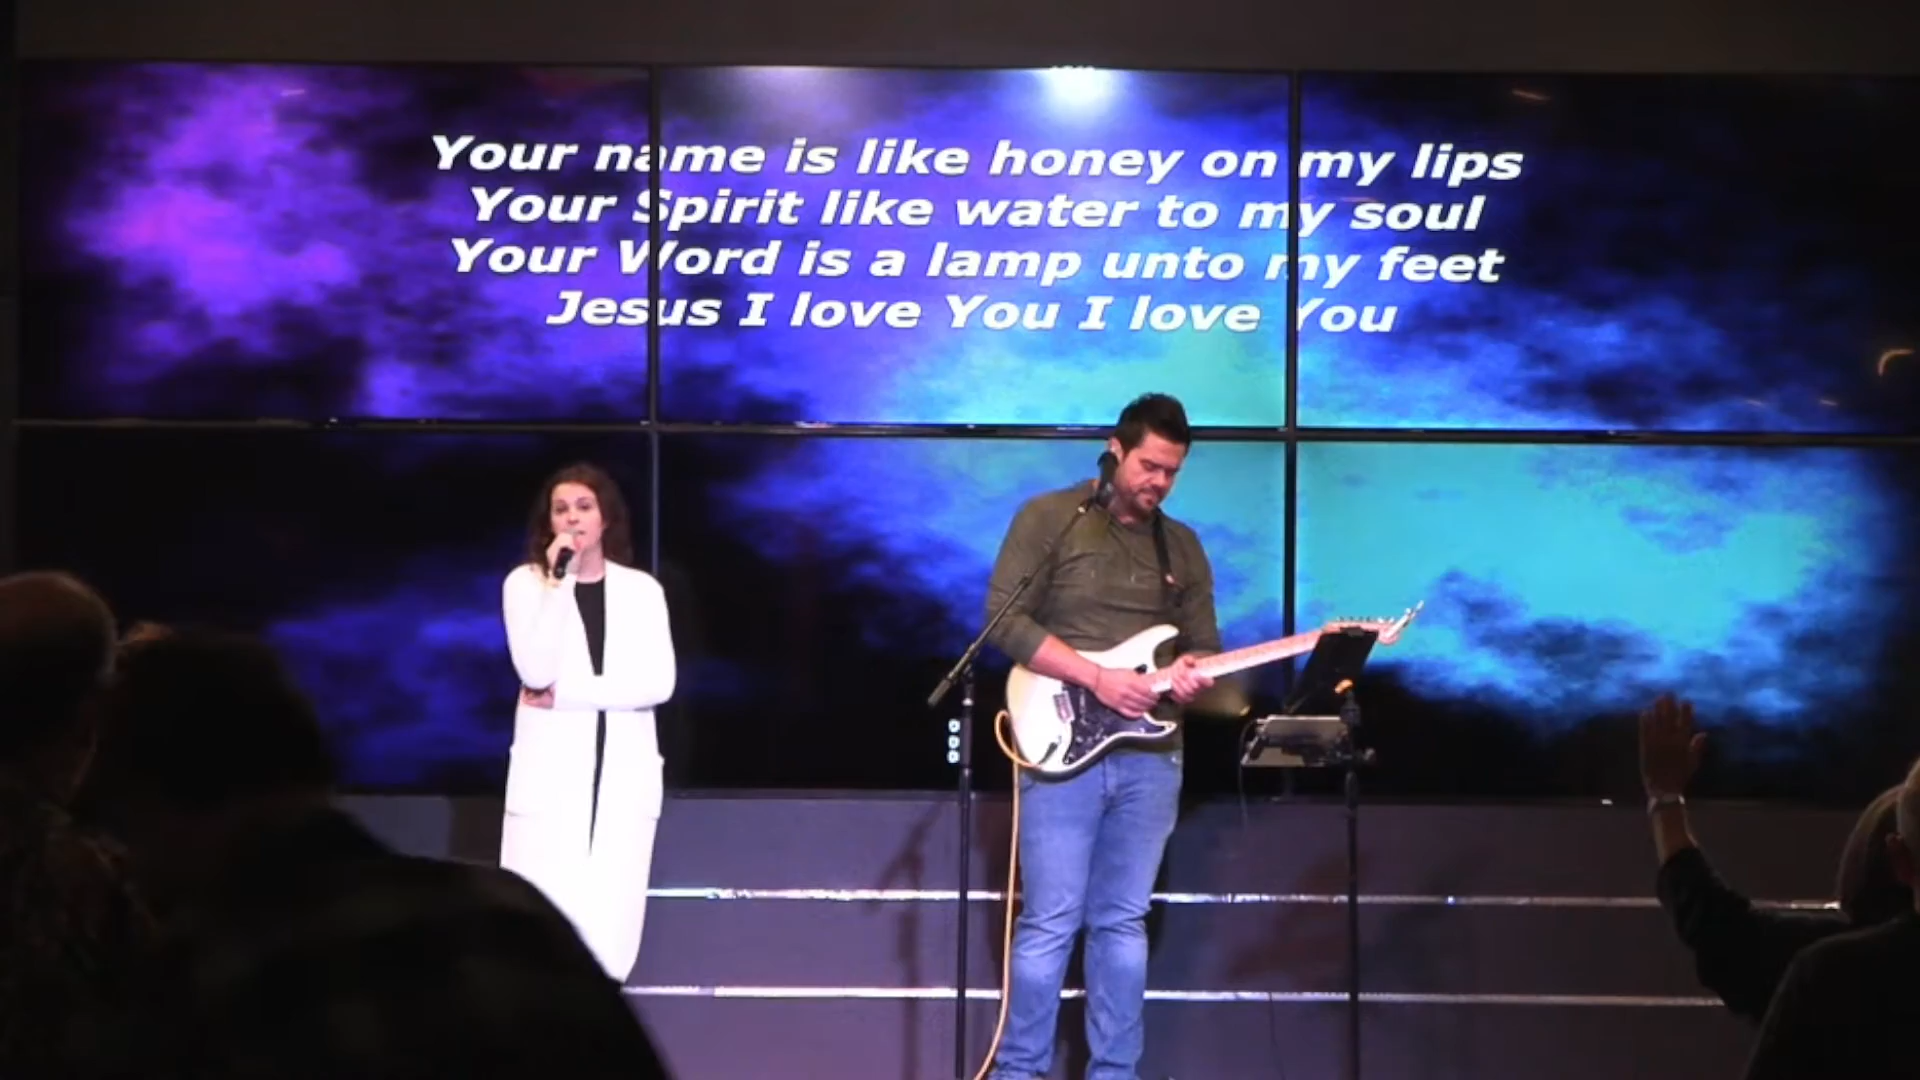 Your name is like honey on my lips
Your Spirit like water to my soul
Your Word is a lamp unto my feet
Jesus I love You I love You